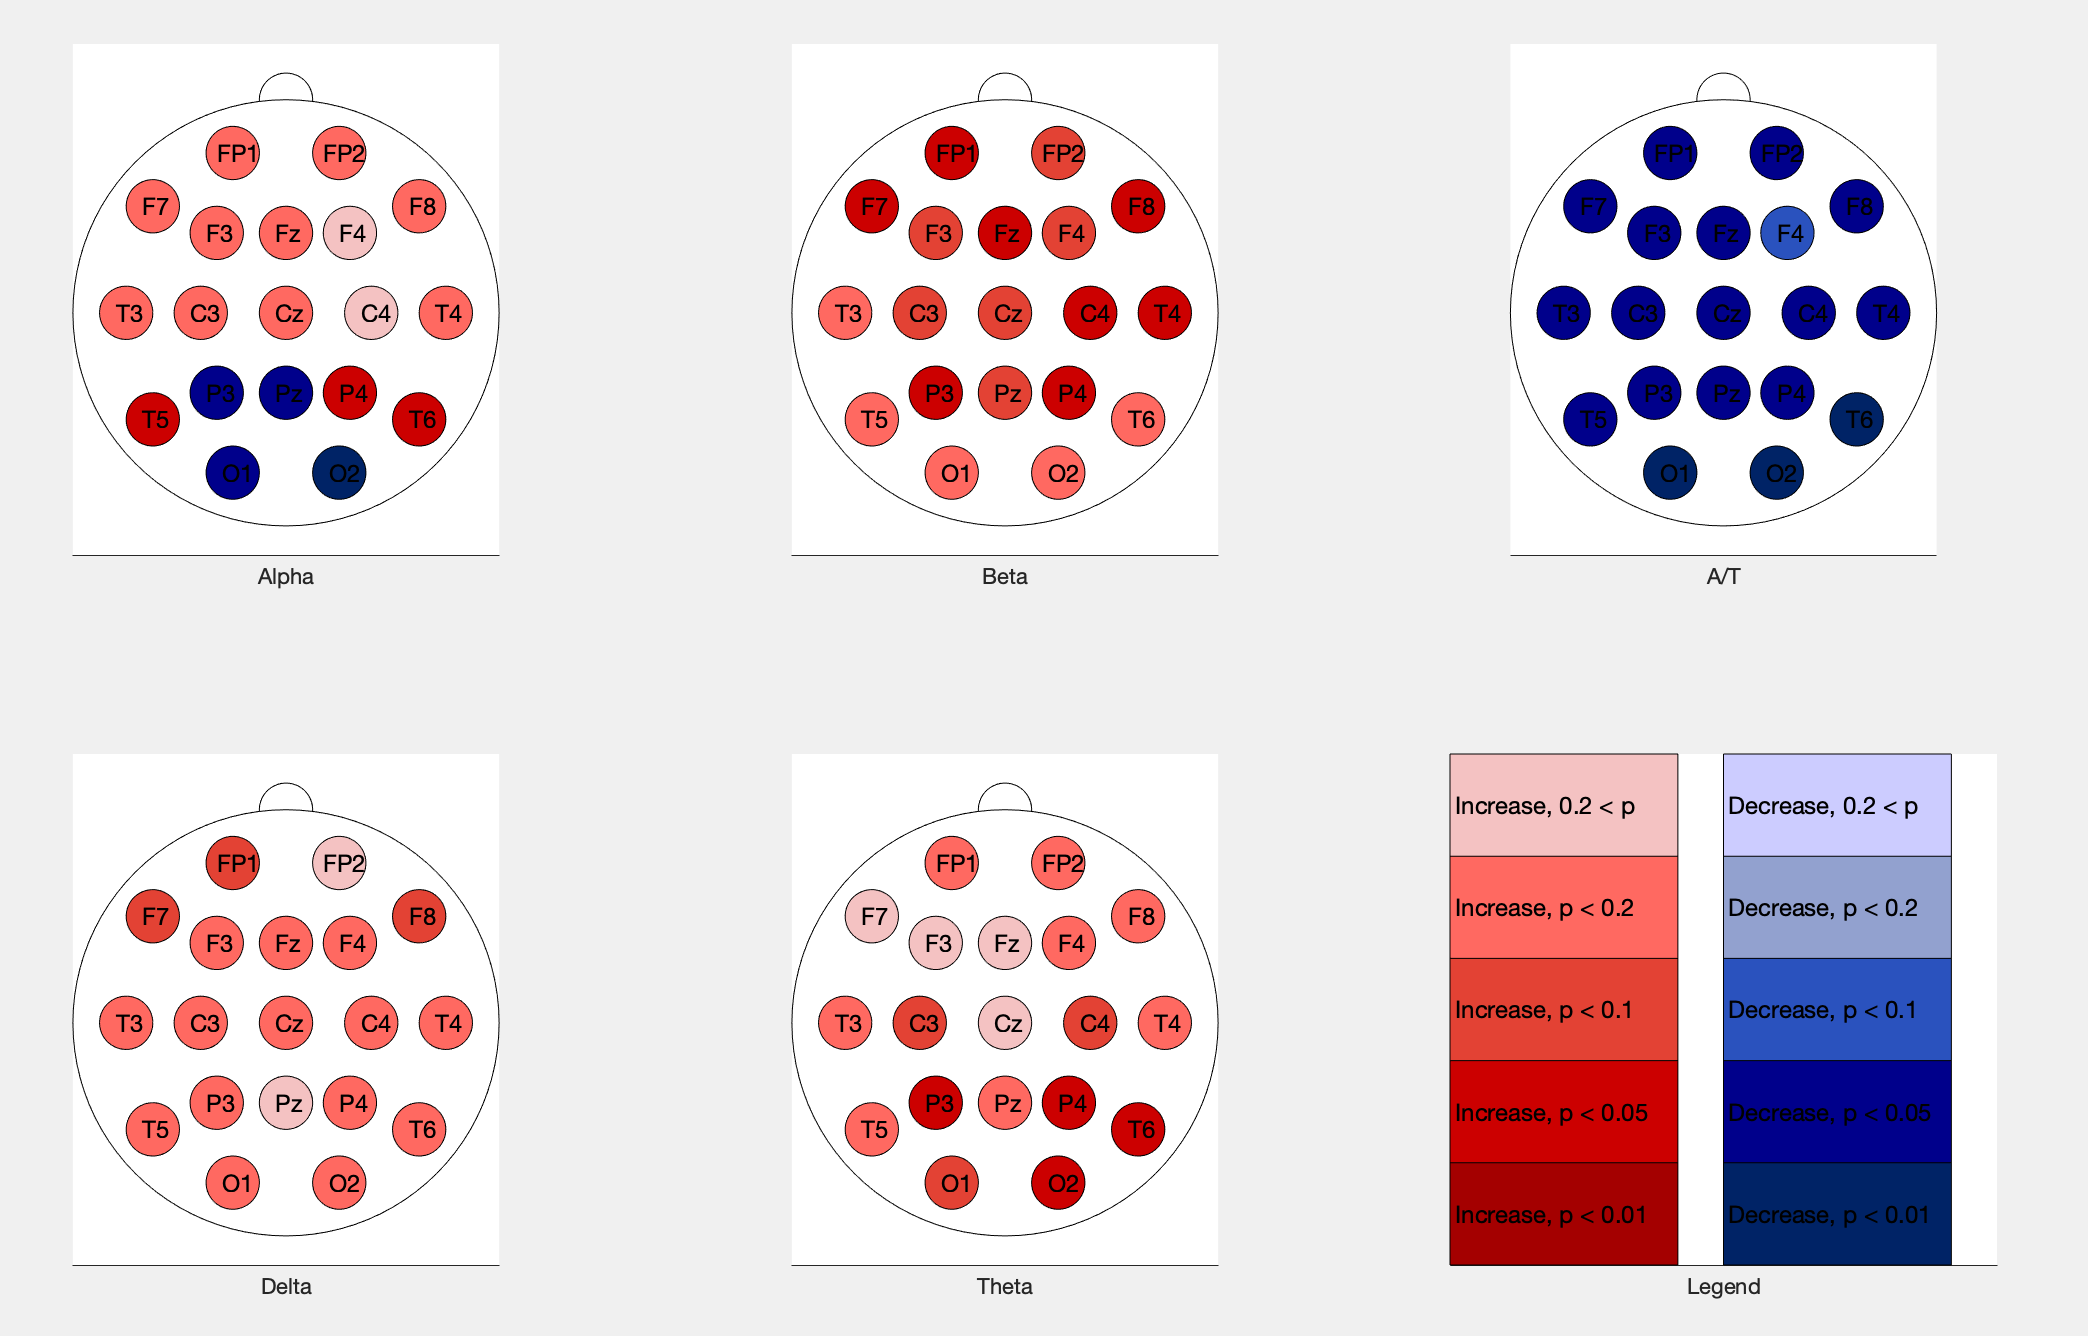 FP1 FP2
F7 F8
F3 Fz F4
T3 C3 Cz C4 T4
P3 Pz P4
T5 T6
O1 O2
Alpha
FP1 FP2
F7 F8
F3 Fz F4
T3 C3 Cz C4 T4
P3 Pz P4
T5 T6
O1 O2
Beta
FP1 FP2
F7 F8
F3 Fz F4
T3 C3 Cz C4 T4
P3 Pz P4
T5 T6
O1 O2
A/T
FP1 FP2
F7 F8
F3 Fz F4
T3 C3 Cz C4 T4
P3 Pz P4
T5 T6
O1 O2
Delta
FP1 FP2
F7 F8
F3 Fz F4
T3 C3 Cz C4 T4
P3 Pz P4
T5 T6
O1 O2
Theta
Increase, 0.2 < p
Increase, p < 0.2
Increase, p < 0.1
Increase, p < 0.05
Increase, p < 0.01
Decrease, 0.2 < p
Decrease, p < 0.2
Decrease, p < 0.1
Decrease, p < 0.05
Decrease, p < 0.01
Legend